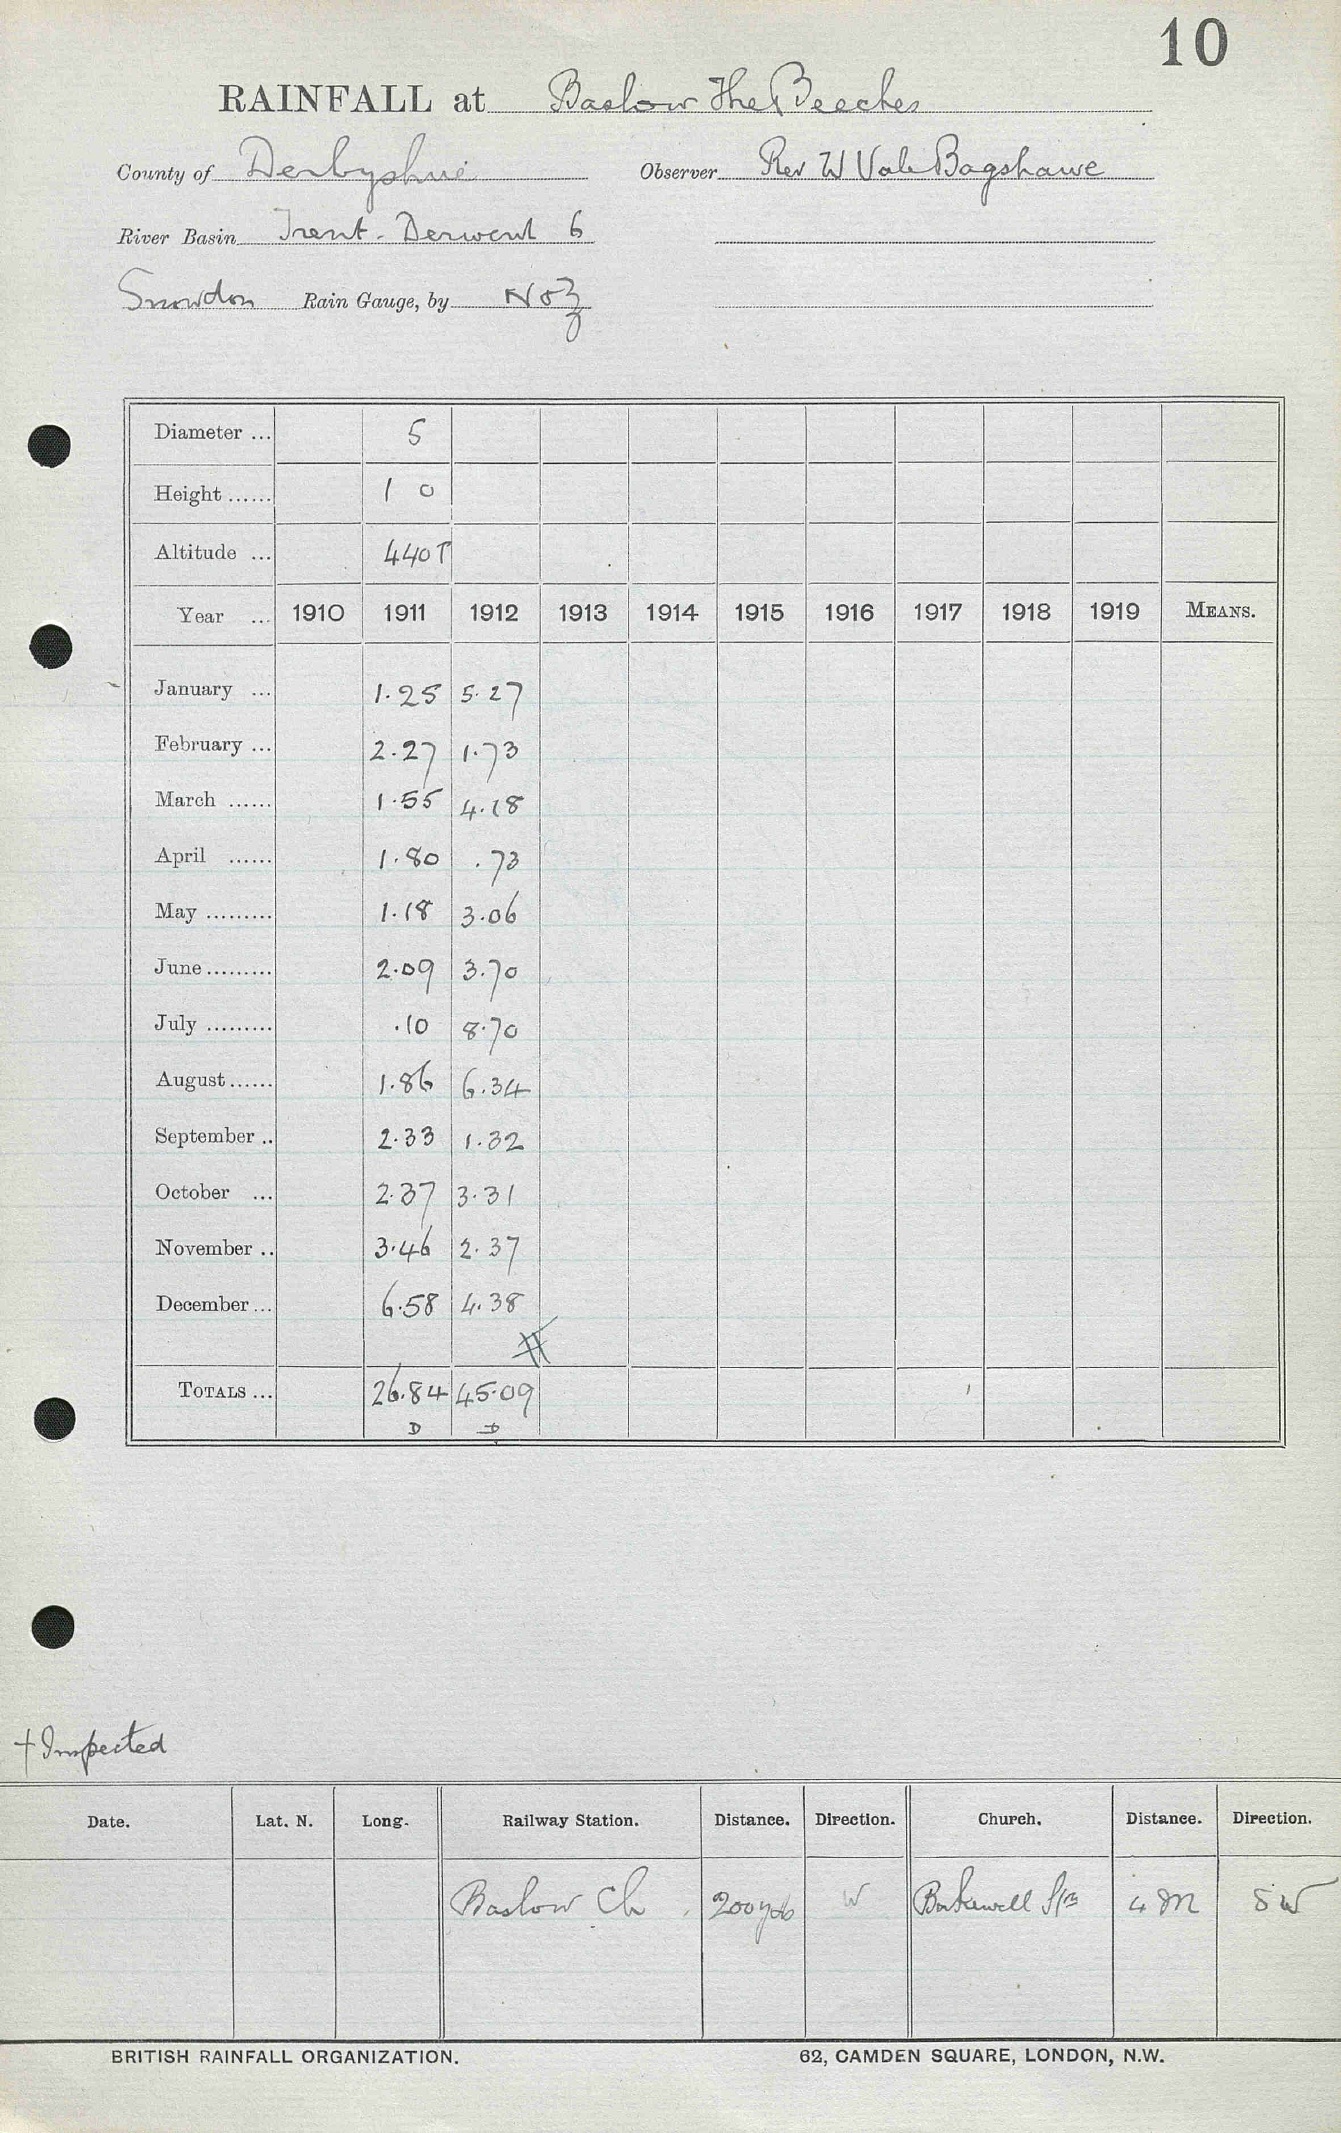 10
RAINFALL at Baslow The Beeches
County of Derbyshire Observer Rev W Vale Bagshawe
River Basin Trent - Derwent 6
Snowdon Rain Gauge, by N & Z
Diameter ... 5
Height ...... 1 0
Altitude ... 440 T
Year ... 1910 1911 1912 1913 1914 1915 1916 1917 1918 1919 MEANS.
January ... 1.25 5.27
February ... 2.27 1.73
March ...... 1.55 4.18
April ...... 1.80 .73
May ......... 1.18 3.06
June ......... 2.09 3.70
July ......... .10 8.70
August ...... 1.86 6.34
September .. 2.33 1.32
October ... 2.37 3.31
November .. 3.46 2.37
December ... 6.58 4.38
#
TOTALS ... 26.84 45.09
D
† Inspected
Date. Lat. N. Long. Railway Station. Distance. Direction. Church. Distance. Direction.
Baslow Ch 200 yds W Bakewell Stn 4 M SW
BRITISH RAINFALL ORGANIZATION. 62, CAMDEN SQUARE, LONDON, N.W.